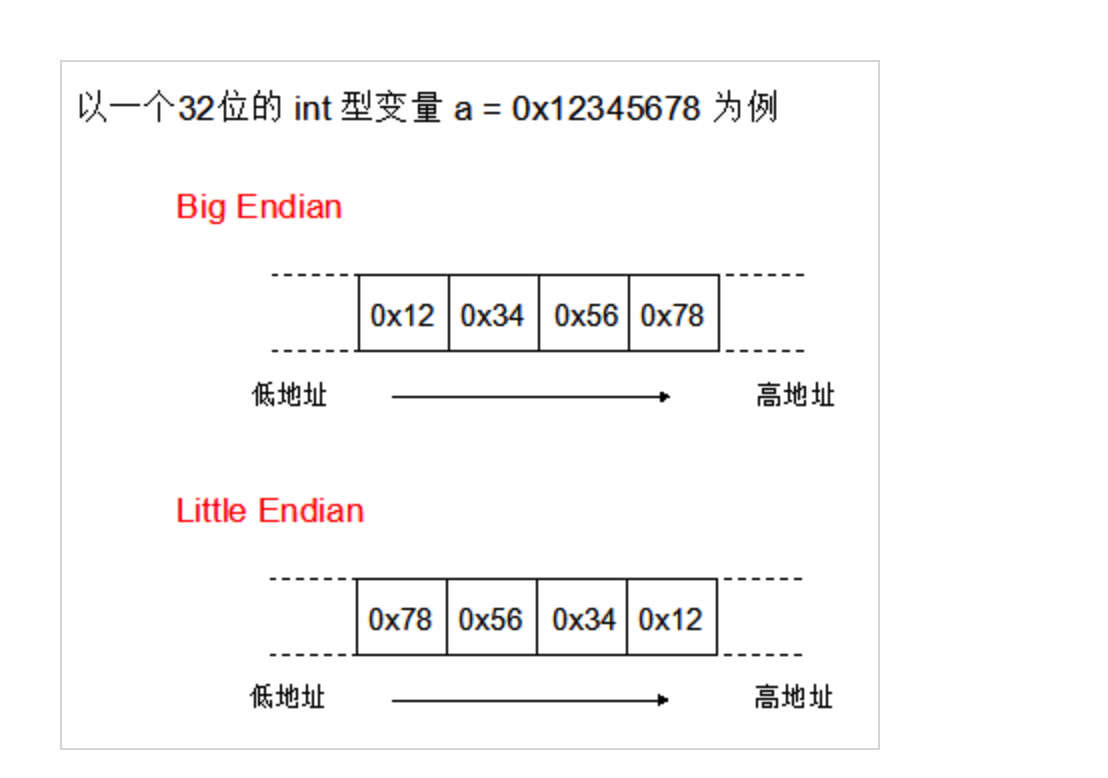 以一个32位的 int 型变量 a = 0x12345678 为例
Big Endian
0x12 0x34 0x56 0x78
低地址 高地址
Little Endian
0x78 0x56 0x34 0x12
低地址 高地址